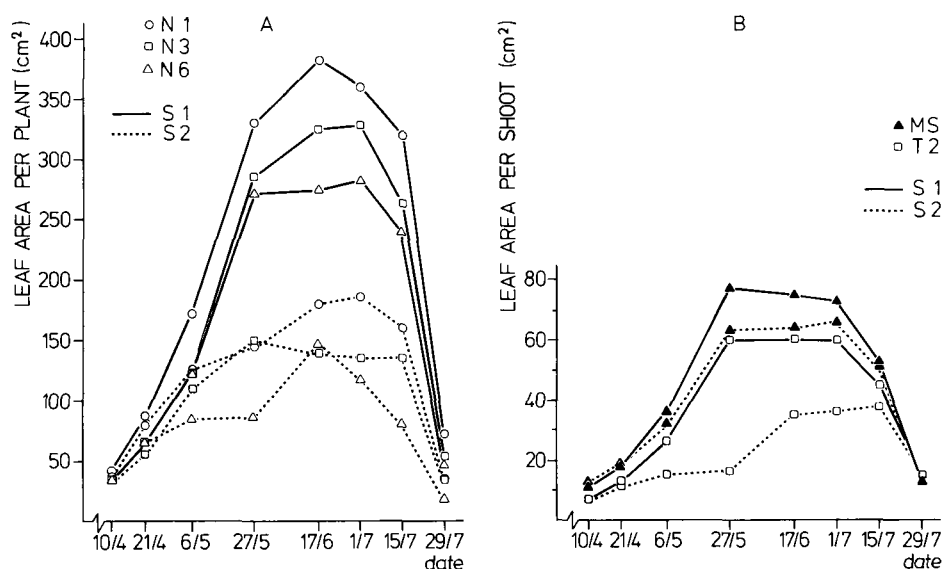 A
LEAF AREA PER PLANT (cm²)
400
350
300
250
200
150
100
50
N 1
N 3
N 6
S 1
S 2
10/4 21/4 6/5 27/5 17/6 1/7 15/7 29/7
date
B
LEAF AREA PER SHOOT (cm²)
80
60
40
20
MS
T 2
S 1
S 2
10/4 21/4 6/5 27/5 17/6 1/7 15/7 29/7
date